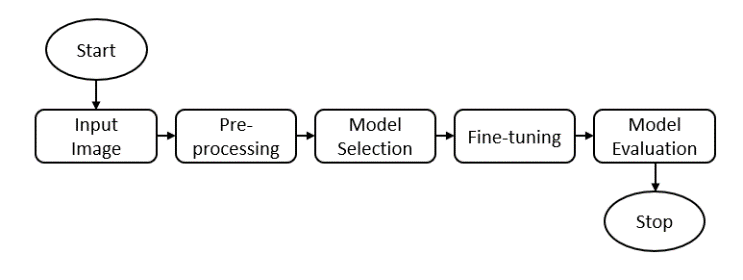 Start
Input
Image
Pre-
processing
Model
Selection
Fine-tuning
Model
Evaluation
Stop